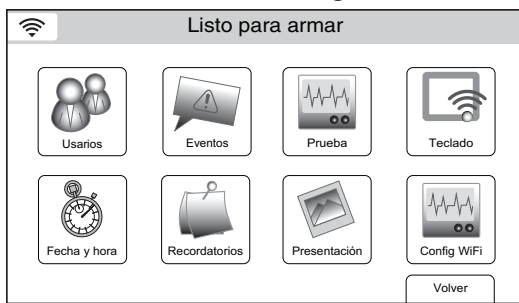 Listo para armar
Usarios Eventos Prueba Teclado
Fecha y hora Recordatorios Presentación Config WiFi
Volver